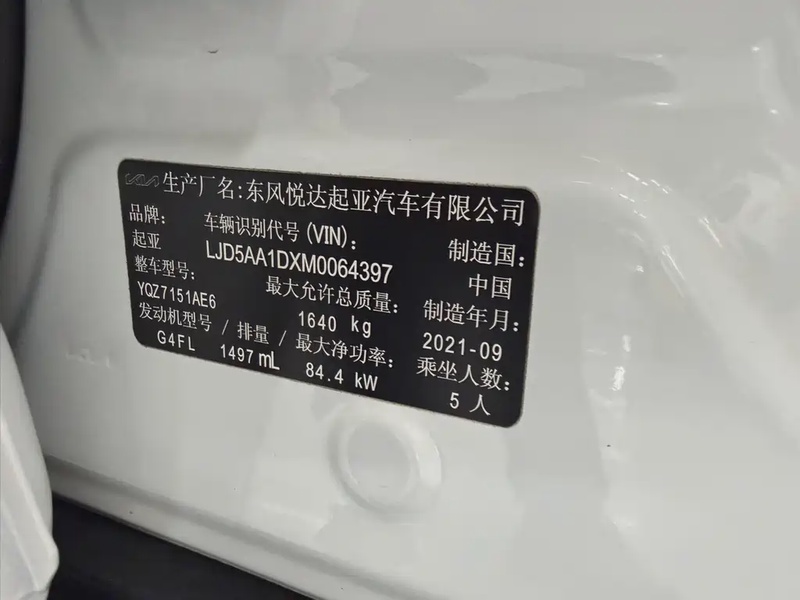 KIA 生产厂名:东风悦达起亚汽车有限公司
品牌: 车辆识别代号(VIN): 制造国:
起亚 LJD5AA1DXM0064397 中国
整车型号: 最大允许总质量: 制造年月:
YQZ7151AE6 1640 kg 2021-09
发动机型号 / 排量 / 最大净功率: 乘坐人数:
G4FL 1497 mL 84.4 kW 5 人